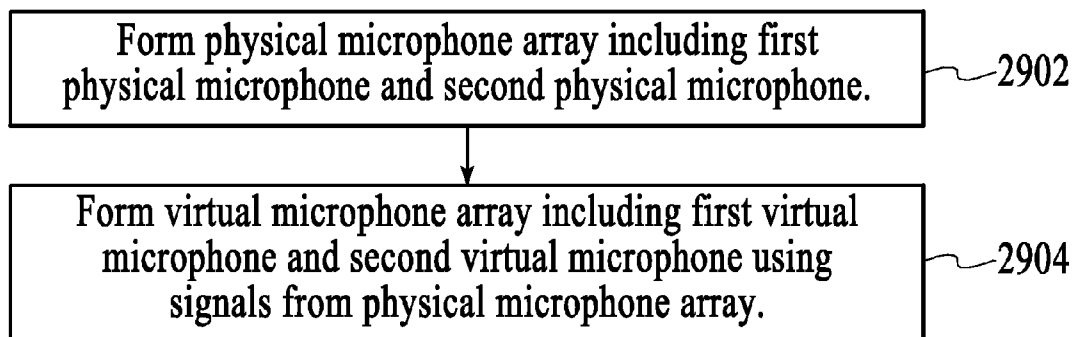 Form physical microphone array including first
physical microphone and second physical microphone.
2902
Form virtual microphone array including first virtual
microphone and second virtual microphone using
signals from physical microphone array.
2904